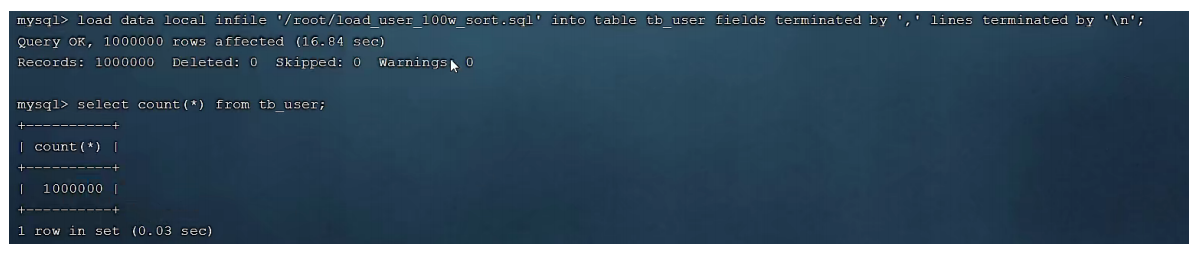 mysql> load data local infile '/root/load_user_100w_sort.sql' into table tb_user fields terminated by ',' lines terminated by '\n';
Query OK, 1000000 rows affected (16.84 sec)
Records: 1000000  Deleted: 0  Skipped: 0  Warnings: 0
mysql> select count(*) from tb_user;
+----------+
| count(*) |
+----------+
|  1000000 |
+----------+
1 row in set (0.03 sec)